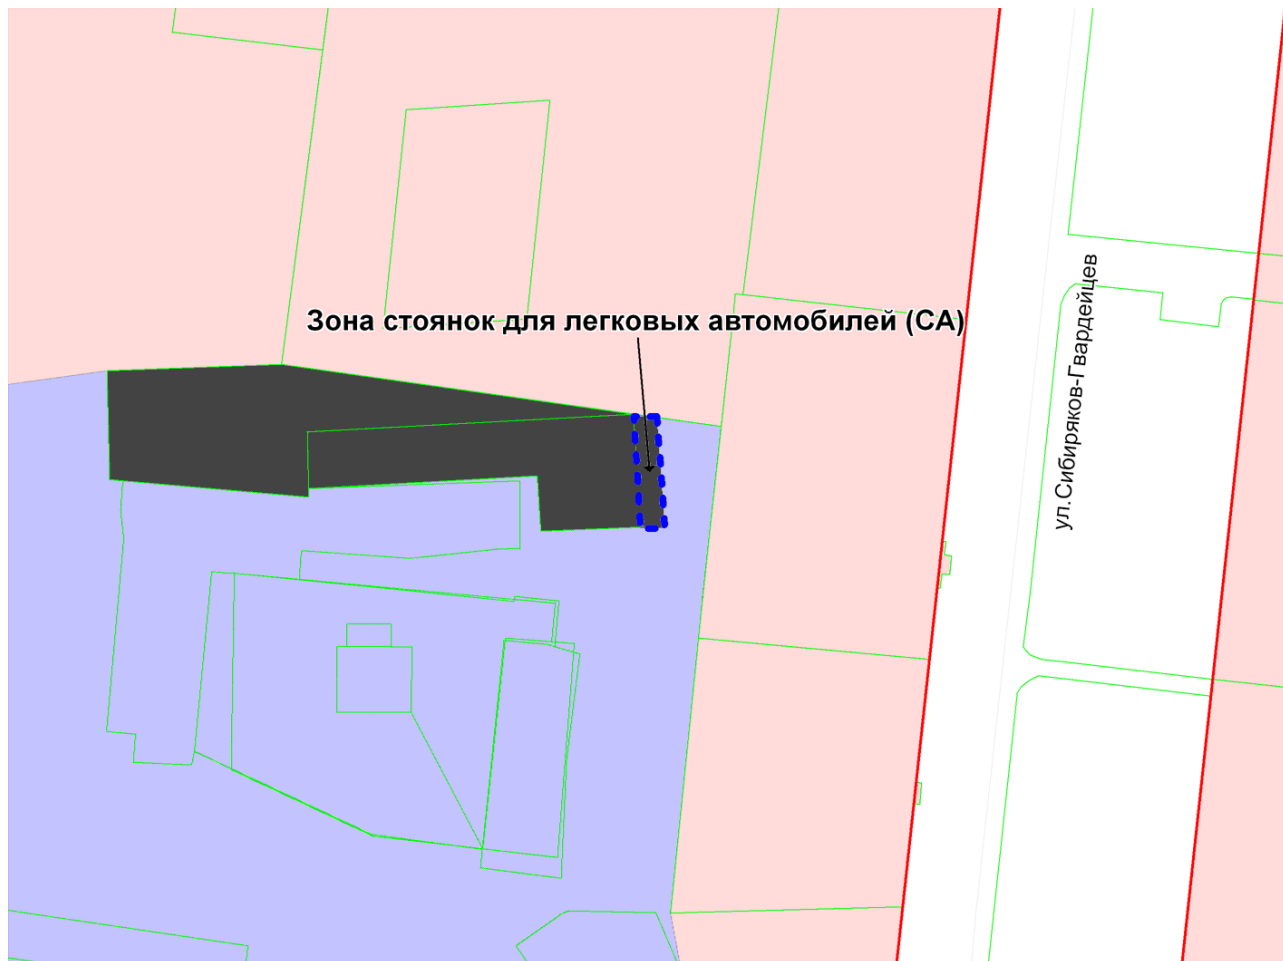 Зона стоянок для легковых автомобилей (СА)
ул.Сибиряков-Гвардейцев